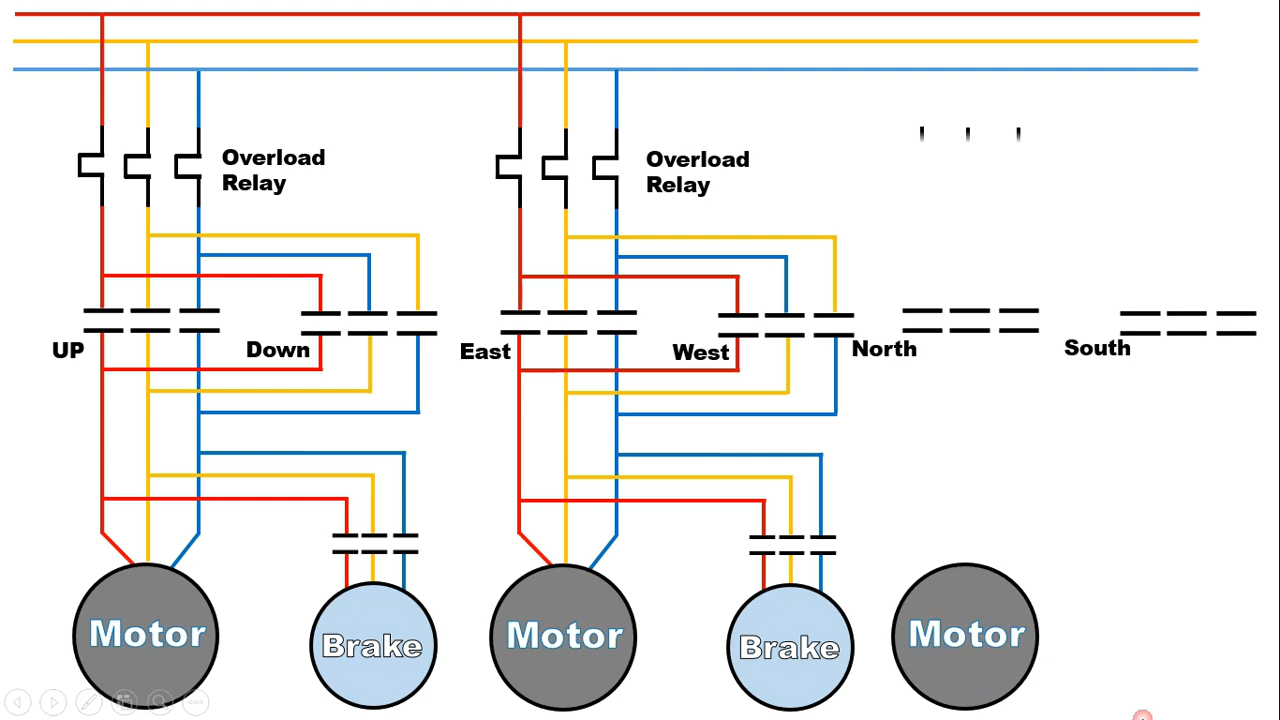 Overload
Relay
Overload
Relay
UP
Down
East
West
North
South
Motor
Brake
Motor
Brake
Motor